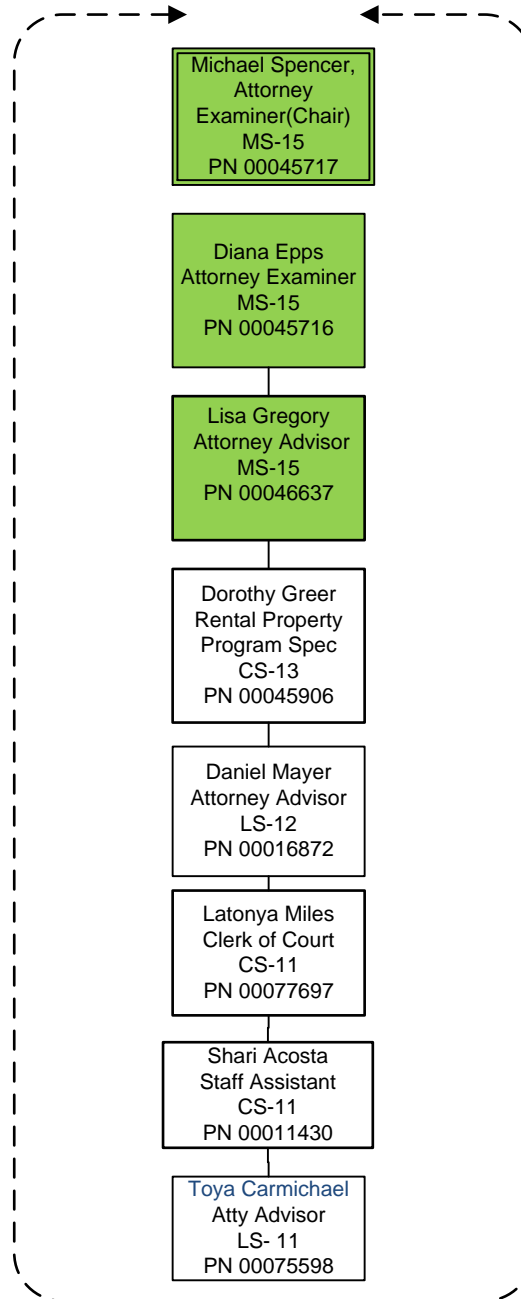 Michael Spencer,
Attorney
Examiner(Chair)
MS-15
PN 00045717
Diana Epps
Attorney Examiner
MS-15
PN 00045716
Lisa Gregory
Attorney Advisor
MS-15
PN 00046637
Dorothy Greer
Rental Property
Program Spec
CS-13
PN 00045906
Daniel Mayer
Attorney Advisor
LS-12
PN 00016872
Latonya Miles
Clerk of Court
CS-11
PN 00077697
Shari Acosta
Staff Assistant
CS-11
PN 00011430
Toya Carmichael
Atty Advisor
LS- 11
PN 00075598